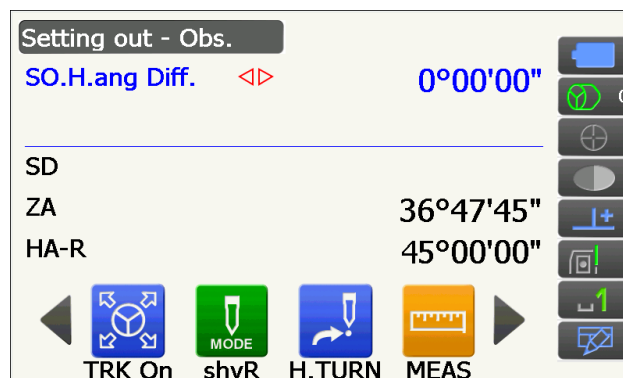 Setting out - Obs.
SO.H.ang Diff. 0°00'00"
SD
ZA 36°47'45"
HA-R 45°00'00"
MODE
TRK On shvR H.TURN MEAS
1